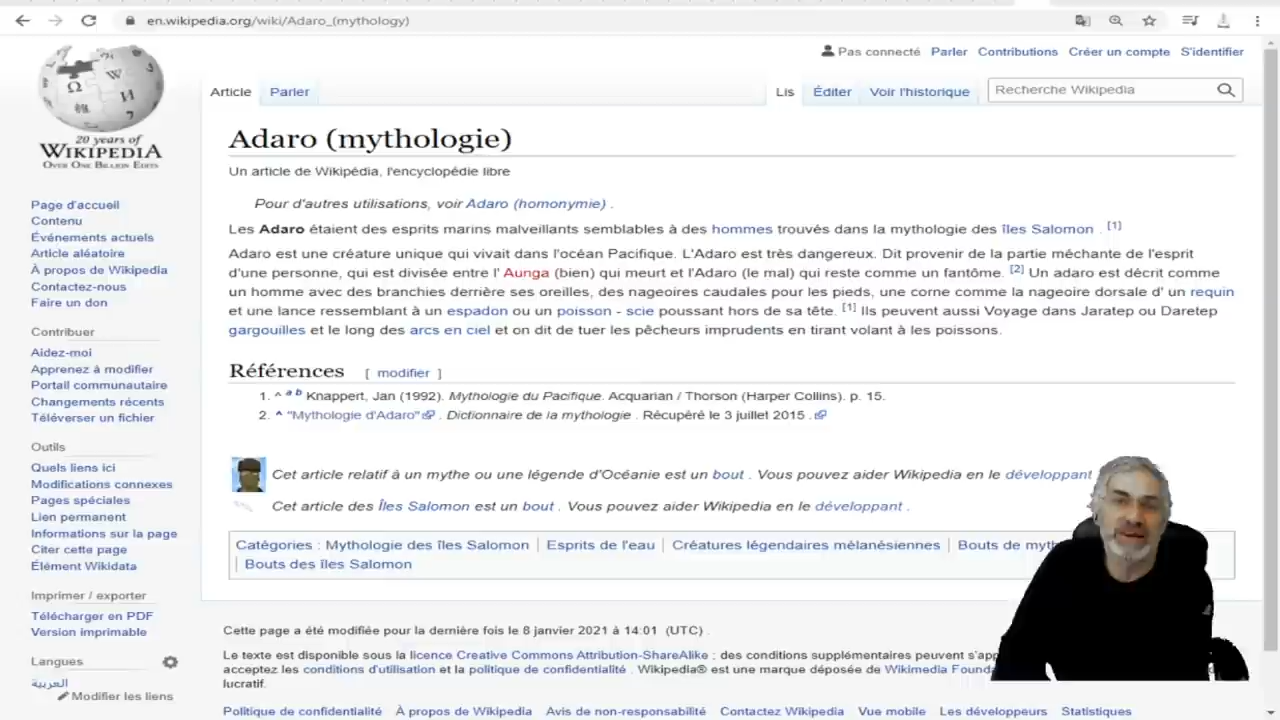 en.wikipedia.org/wiki/Adaro_(mythology)
Pas connecté Parler Contributions Créer un compte S'identifier
Article Parler Lis Éditer Voir l'historique Recherche Wikipedia
20 years of
WIKIPEDIA
OVER ONE BILLION EDITS
Adaro (mythologie)
Un article de Wikipédia, l'encyclopédie libre
Pour d'autres utilisations, voir Adaro (homonymie) .
Les Adaro étaient des esprits marins malveillants semblables à des hommes trouvés dans la mythologie des îles Salomon . [1]
Adaro est une créature unique qui vivait dans l'océan Pacifique. L'Adaro est très dangereux. Dit provenir de la partie méchante de l'esprit
d'une personne, qui est divisée entre l' Aunga (bien) qui meurt et l'Adaro (le mal) qui reste comme un fantôme. [2] Un adaro est décrit comme
un homme avec des branchies derrière ses oreilles, des nageoires caudales pour les pieds, une corne comme la nageoire dorsale d' un requin
et une lance ressemblant à un espadon ou un poisson - scie poussant hors de sa tête. [1] Ils peuvent aussi Voyage dans Jaratep ou Daretep
gargouilles et le long des arcs en ciel et on dit de tuer les pêcheurs imprudents en tirant volant à les poissons.
Références [ modifier ]
1. ^ a b Knappert, Jan (1992). Mythologie du Pacifique. Acquarian / Thorson (Harper Collins). p. 15.
2. ^ "Mythologie d'Adaro" . Dictionnaire de la mythologie . Récupéré le 3 juillet 2015 .
Cet article relatif à un mythe ou une légende d'Océanie est un bout . Vous pouvez aider Wikipedia en le développant
Cet article des Îles Salomon est un bout . Vous pouvez aider Wikipedia en le développant .
Catégories : Mythologie des îles Salomon | Esprits de l'eau | Créatures légendaires mélanésiennes | Bouts de myth
| Bouts des îles Salomon
Cette page a été modifiée pour la dernière fois le 8 janvier 2021 à 14:01 (UTC) .
Le texte est disponible sous la licence Creative Commons Attribution-ShareAlike ; des conditions supplémentaires peuvent s'app
acceptez les conditions d'utilisation et la politique de confidentialité . Wikipedia® est une marque déposée de Wikimedia Founda
lucratif.
Politique de confidentialité À propos de Wikipedia Avis de non-responsabilité Contactez Wikipedia Vue mobile Les développeurs Statistiques
Page d'accueil
Contenu
Événements actuels
Article aléatoire
À propos de Wikipedia
Contactez-nous
Faire un don
Contribuer
Aidez-moi
Apprenez à modifier
Portail communautaire
Changements récents
Téléverser un fichier
Outils
Quels liens ici
Modifications connexes
Pages spéciales
Lien permanent
Informations sur la page
Citer cette page
Élément Wikidata
Imprimer / exporter
Télécharger en PDF
Version imprimable
Langues
العربية
Modifier les liens